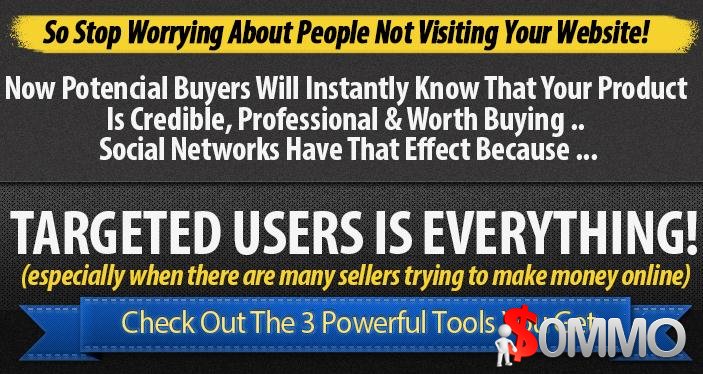 So Stop Worrying About People Not Visiting Your Website!
Now Potencial Buyers Will Instantly Know That Your Product
Is Credible, Professional & Worth Buying ..
Social Networks Have That Effect Because ...
TARGETED USERS IS EVERYTHING!
(especially when there are many sellers trying to make money online)
Check Out The 3 Powerful Tools You Get
$OMMO